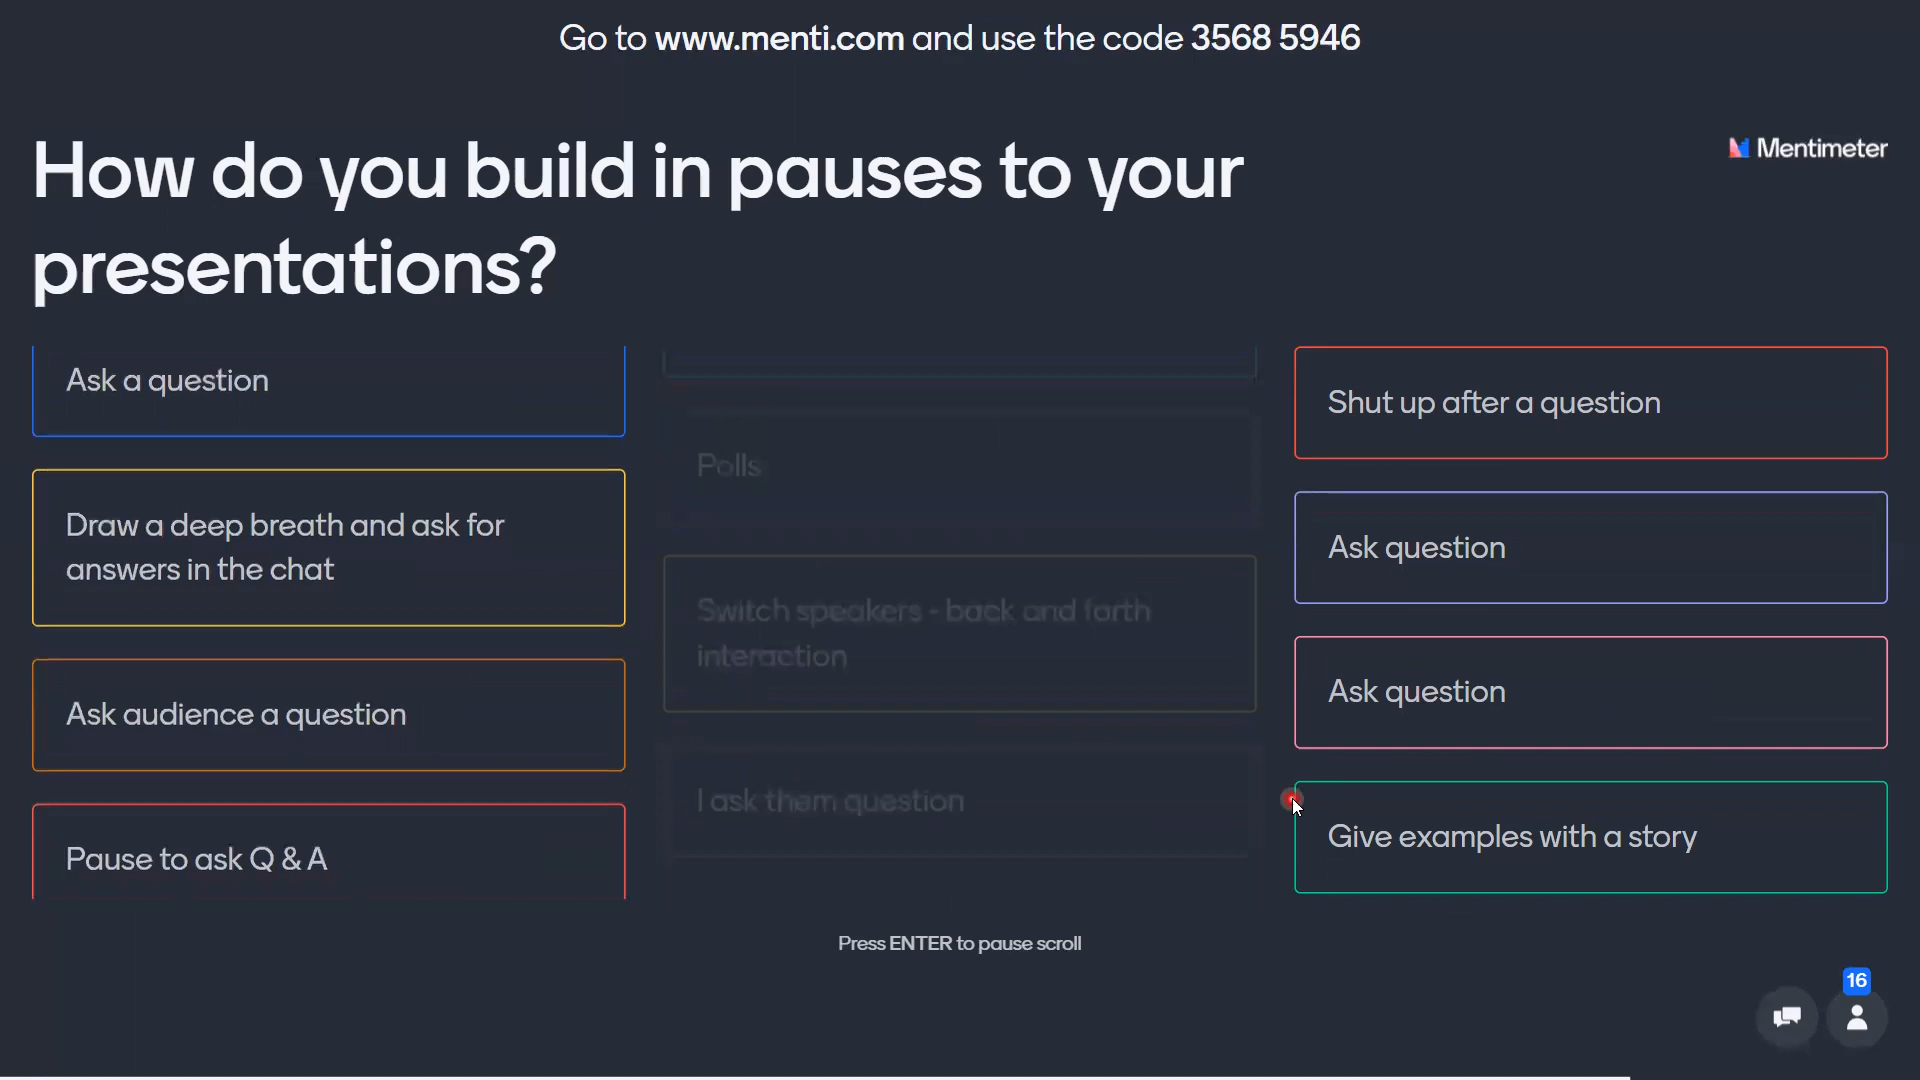 Go to www.menti.com and use the code 3568 5946
Mentimeter
How do you build in pauses to your
presentations?
Ask a question
Draw a deep breath and ask for
answers in the chat
Ask audience a question
Pause to ask Q & A
Polls
Switch speakers - back and forth
interaction
I ask them question
Shut up after a question
Ask question
Ask question
Give examples with a story
Press ENTER to pause scroll
16